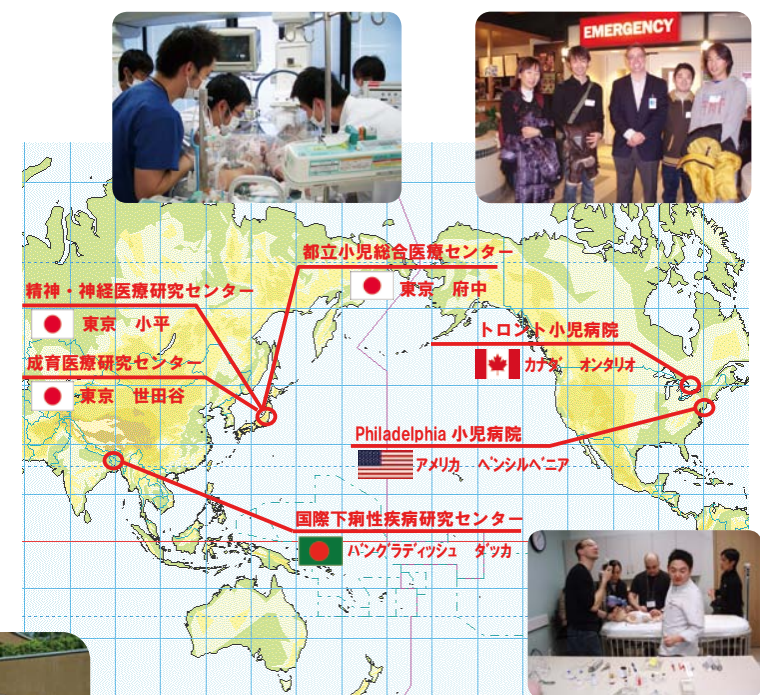 EMERGENCY
都立小児総合医療センター
東京 府中
精神・神経医療研究センター
東京 小平
トロント小児病院
カナダ オンタリオ
成育医療研究センター
東京 世田谷
Philadelphia 小児病院
アメリカ ペンシルベニア
国際下痢性疾病研究センター
バングラディッシュ ダッカ